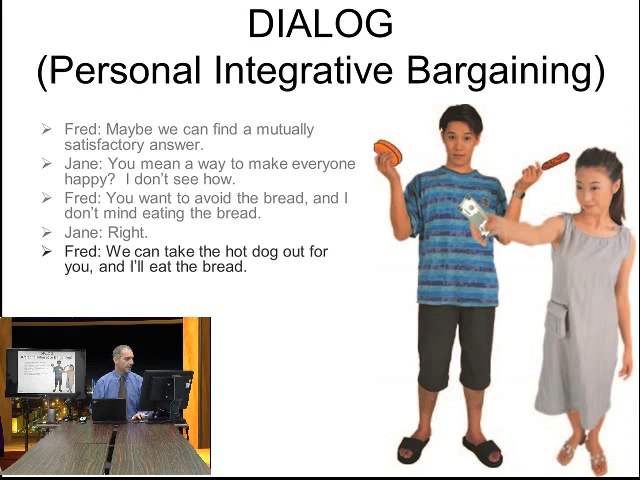 DIALOG
(Personal Integrative Bargaining)
Fred: Maybe we can find a mutually
satisfactory answer.
Jane: You mean a way to make everyone
happy?  I don't see how.
Fred: You want to avoid the bread, and I
don't mind eating the bread.
Jane: Right.
Fred: We can take the hot dog out for
you, and I'll eat the bread.